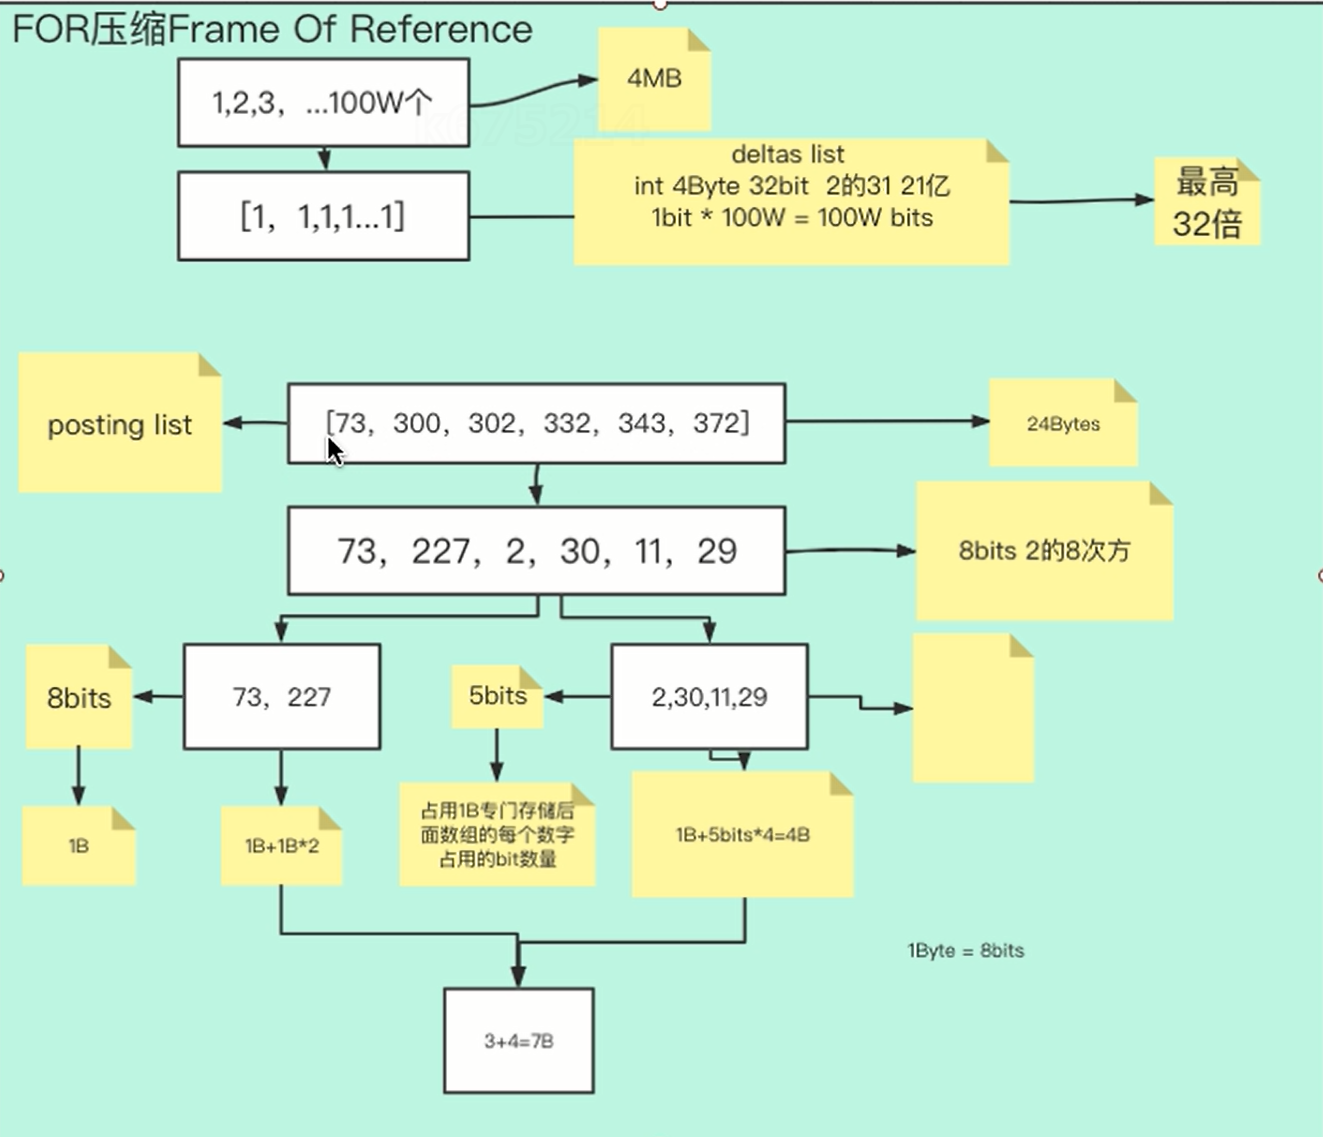 FOR压缩Frame Of Reference
1,2,3, ...100W个
4MB
k675214
[1, 1,1,1...1]
deltas list
int 4Byte 32bit 2的31 21亿
1bit * 100W = 100W bits
最高
32倍
posting list
[73, 300, 302, 332, 343, 372]
24Bytes
73, 227, 2, 30, 11, 29
8bits 2的8次方
8bits
73, 227
5bits
2,30,11,29
1B
1B+1B*2
占用1B专门存储后
面数组的每个数字
占用的bit数量
1B+5bits*4=4B
1Byte = 8bits
3+4=7B